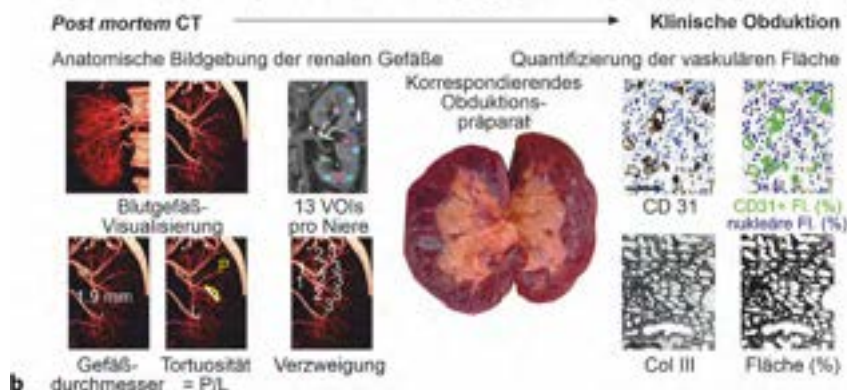 Post mortem CT
Klinische Obduktion
Anatomische Bildgebung der renalen Gefäße
Quantifizierung der vaskulären Fläche
Korrespondierendes
Obduktions-
präparat
Blutgefäß-
Visualisierung
13 VOIs
pro Niere
CD 31
CD31+ Fl. (%)
nukleäre Fl. (%)
1.9 mm
P
Gefäß-
durchmesser
Tortuosität
= P/L
Verzweigung
Col III
Fläche (%)
b